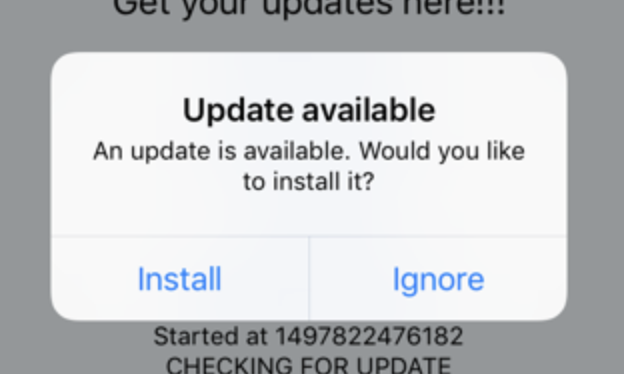 Get your updates here!!!
Update available
An update is available. Would you like
to install it?
Install
Ignore
Started at 1497822476182
CHECKING FOR UPDATE